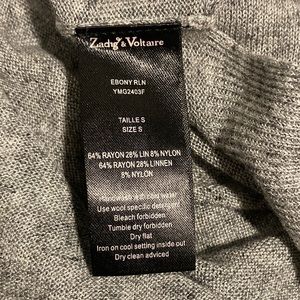 Zadig & Voltaire
EBONY RLN
YMG2403F
TAILLE S
SIZE S
64% RAYON 28% LIN 8% NYLON
64% RAYON 28% LINNEN
8% NYLON
water
Use wool specific detergent
Bleach forbidden
Tumble dry forbidden
Dry flat
Iron on cool setting inside out
Dry clean adviced